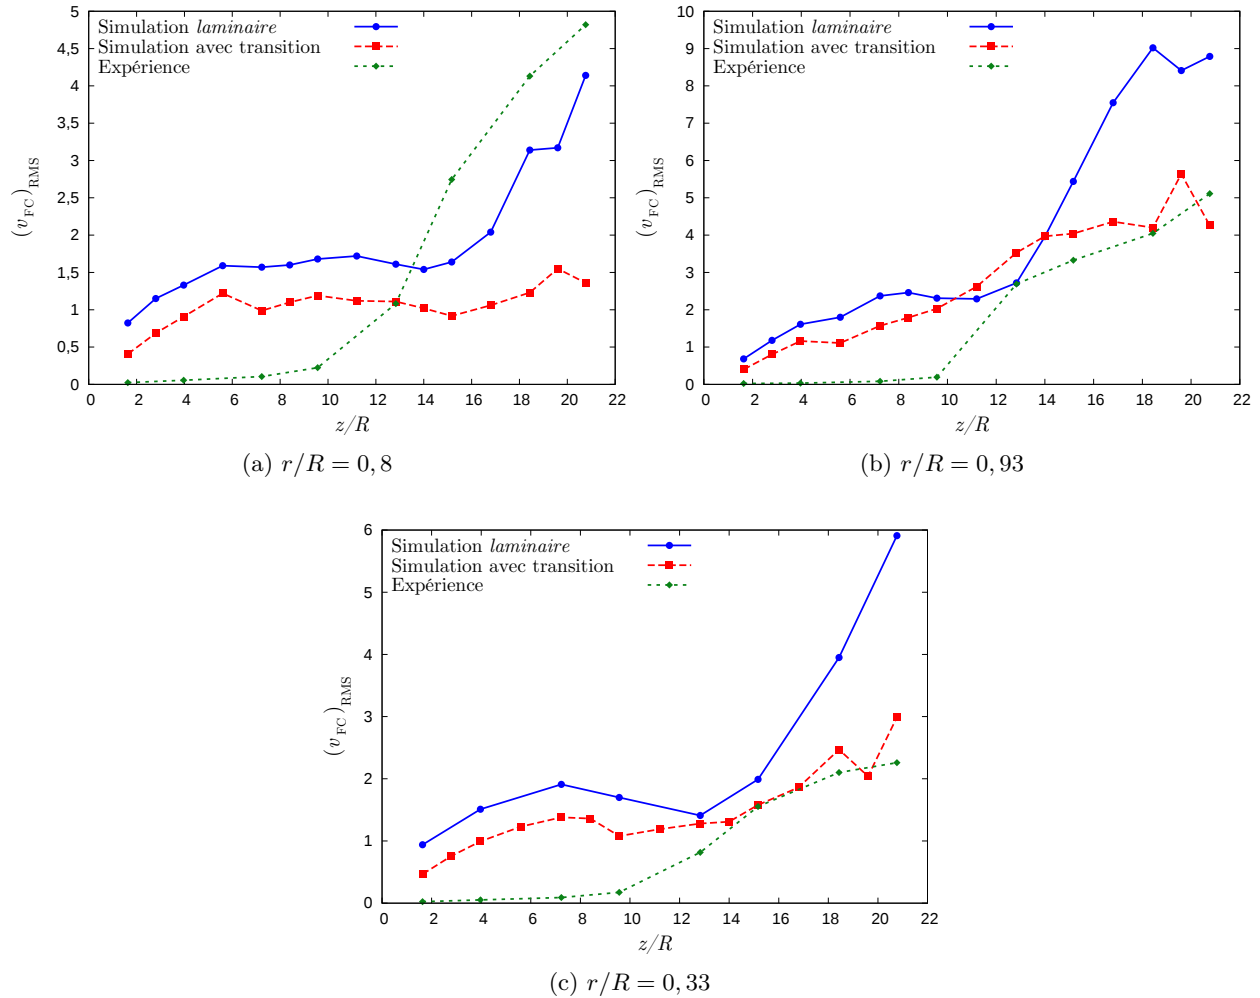 Simulation laminaire
Simulation avec transition
Expérience
5
4,5
4
3,5
3
2,5
2
1,5
1
0,5
0
(v_FC)_RMS
0 2 4 6 8 10 12 14 16 18 20 22
z/R
(a) r/R = 0, 8
Simulation laminaire
Simulation avec transition
Expérience
10
9
8
7
6
5
4
3
2
1
0
(v_FC)_RMS
0 2 4 6 8 10 12 14 16 18 20 22
z/R
(b) r/R = 0, 93
Simulation laminaire
Simulation avec transition
Expérience
6
5
4
3
2
1
0
(v_FC)_RMS
0 2 4 6 8 10 12 14 16 18 20 22
z/R
(c) r/R = 0, 33